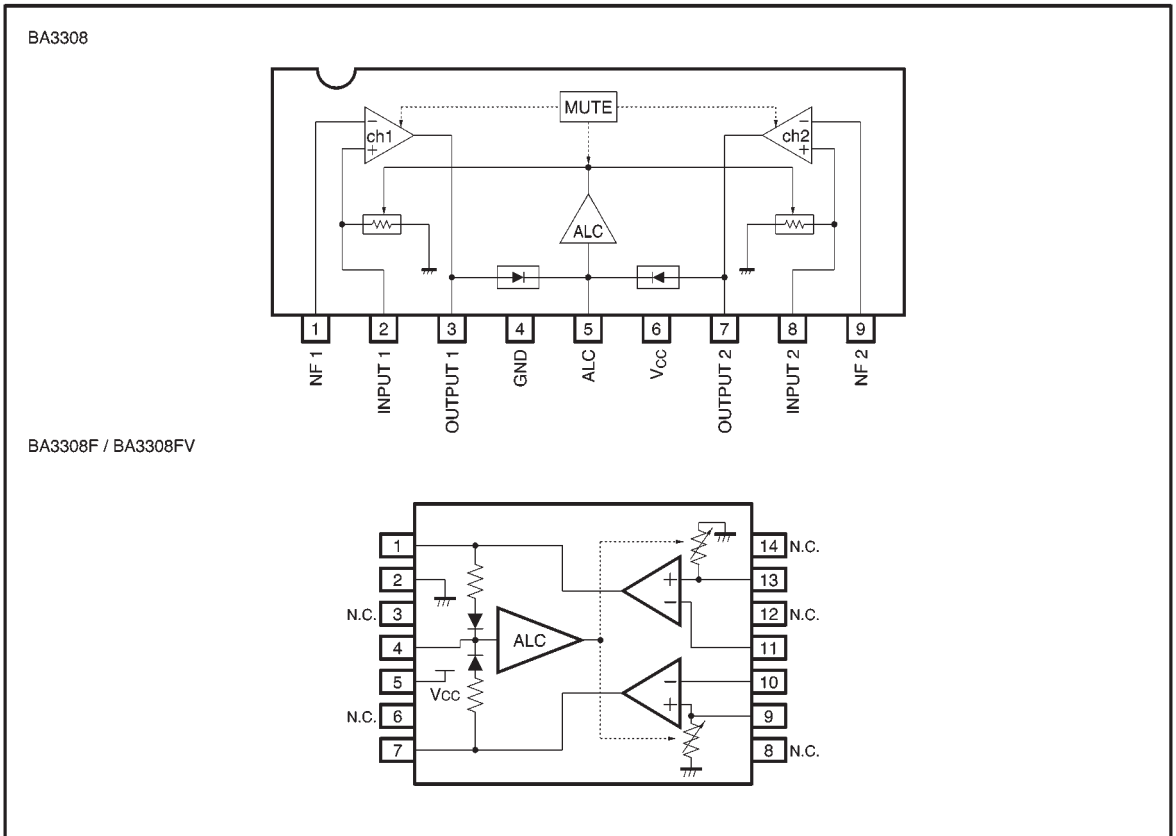 BA3308
MUTE
− ch1 +
− ch2 +
ALC
1 2 3 4 5 6 7 8 9
NF 1
INPUT 1
OUTPUT 1
GND
ALC
VCC
OUTPUT 2
INPUT 2
NF 2
BA3308F / BA3308FV
1
2
N.C. 3
4
5
VCC
N.C. 6
7
ALC
+
−
−
+
14 N.C.
13
12 N.C.
11
10
9
8 N.C.